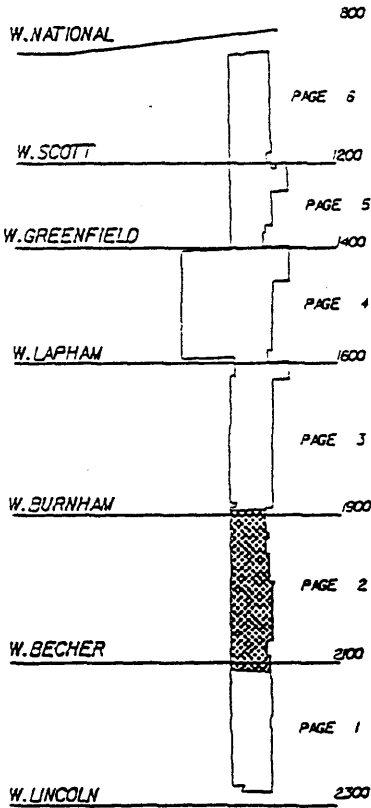 800
W. NATIONAL
PAGE 6
W. SCOTT 1200
PAGE 5
W. GREENFIELD 1400
PAGE 4
W. LAPHAM 1600
PAGE 3
W. BURNHAM 1900
PAGE 2
W. BECHER 2100
PAGE 1
W. LINCOLN 2300